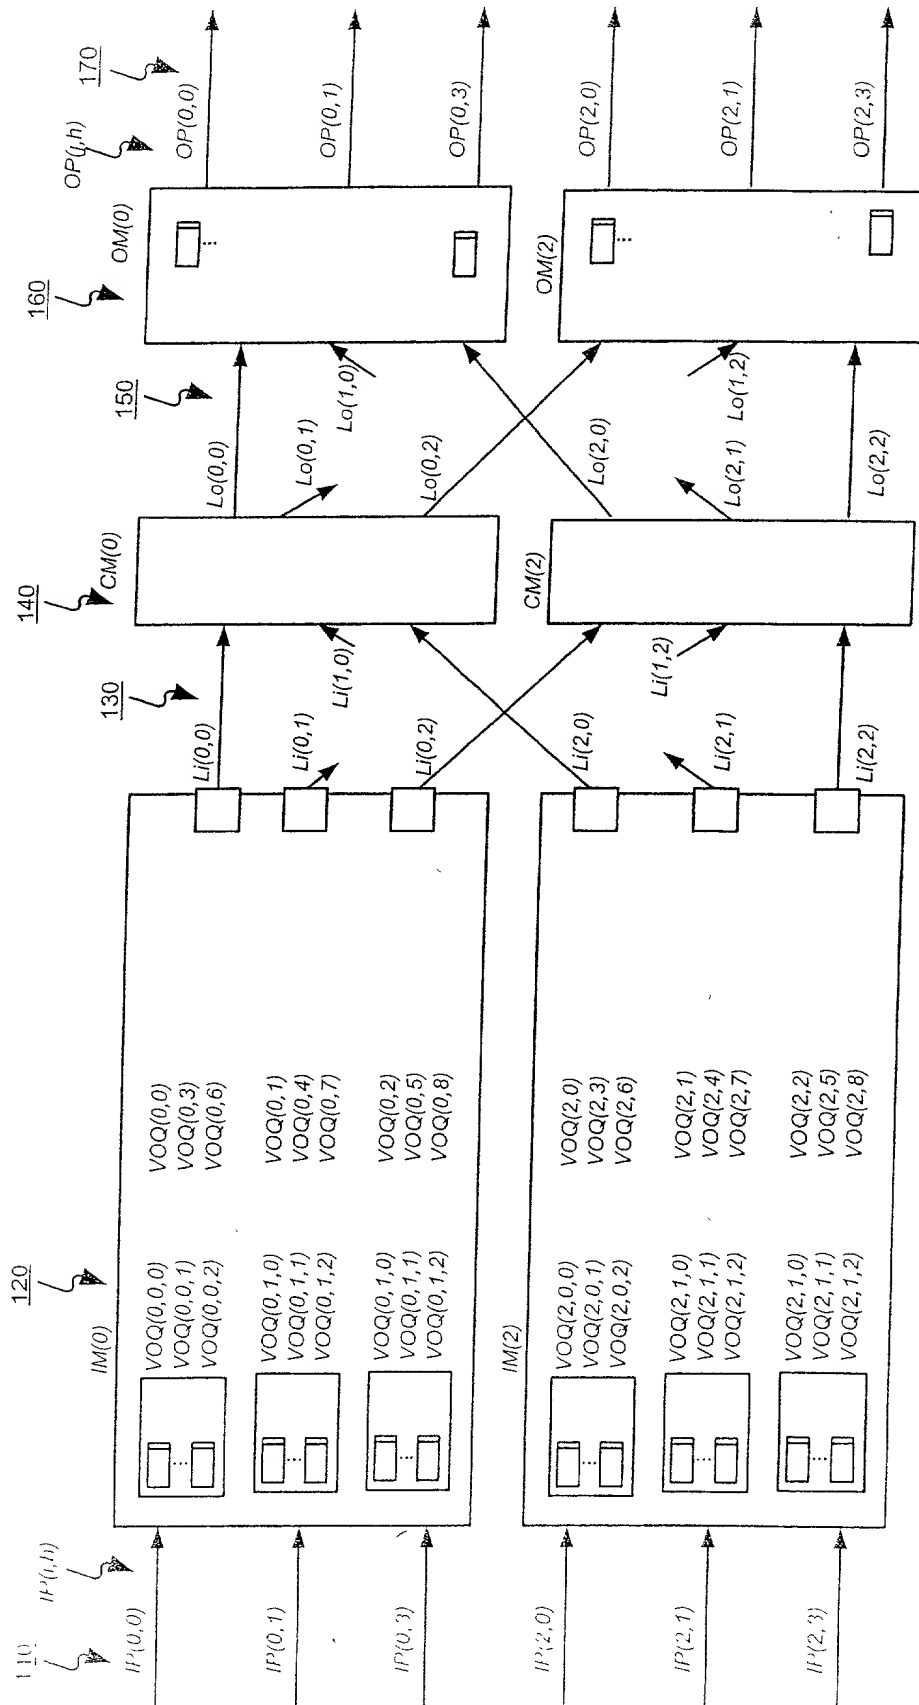 110
IP(i,h)
IP(0,0)
IP(0,1)
IP(0,3)
IP(2,0)
IP(2,1)
IP(2,3)
120
IM(0)
VOQ(0,0,0)
VOQ(0,0,1)
VOQ(0,0,2)
VOQ(0,0)
VOQ(0,3)
VOQ(0,6)
VOQ(0,1,0)
VOQ(0,1,1)
VOQ(0,1,2)
VOQ(0,1)
VOQ(0,4)
VOQ(0,7)
VOQ(0,1,0)
VOQ(0,1,1)
VOQ(0,1,2)
VOQ(0,2)
VOQ(0,5)
VOQ(0,8)
IM(2)
VOQ(2,0,0)
VOQ(2,0,1)
VOQ(2,0,2)
VOQ(2,0)
VOQ(2,3)
VOQ(2,6)
VOQ(2,1,0)
VOQ(2,1,1)
VOQ(2,1,2)
VOQ(2,1)
VOQ(2,4)
VOQ(2,7)
VOQ(2,1,0)
VOQ(2,1,1)
VOQ(2,1,2)
VOQ(2,2)
VOQ(2,5)
VOQ(2,8)
130
Li(0,0)
Li(0,1)
Li(1,0)
Li(0,2)
Li(2,0)
Li(1,2)
Li(2,1)
Li(2,2)
140
CM(0)
CM(2)
150
Lo(0,0)
Lo(0,1)
Lo(1,0)
Lo(0,2)
Lo(2,0)
Lo(1,2)
Lo(2,1)
Lo(2,2)
160
OM(0)
OM(2)
170
OP(j,h)
OP(0,0)
OP(0,1)
OP(0,3)
OP(2,0)
OP(2,1)
OP(2,3)